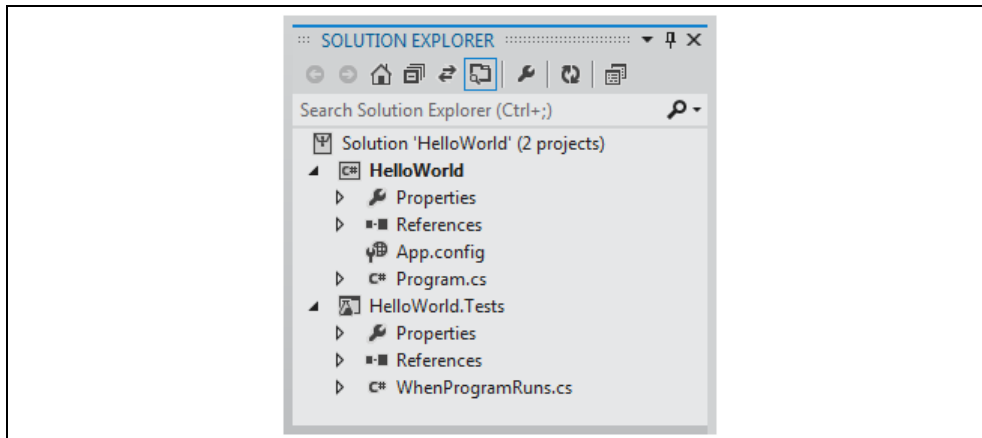 SOLUTION EXPLORER
Search Solution Explorer (Ctrl+;)
Solution 'HelloWorld' (2 projects)
C# HelloWorld
Properties
References
App.config
C# Program.cs
HelloWorld.Tests
Properties
References
C# WhenProgramRuns.cs